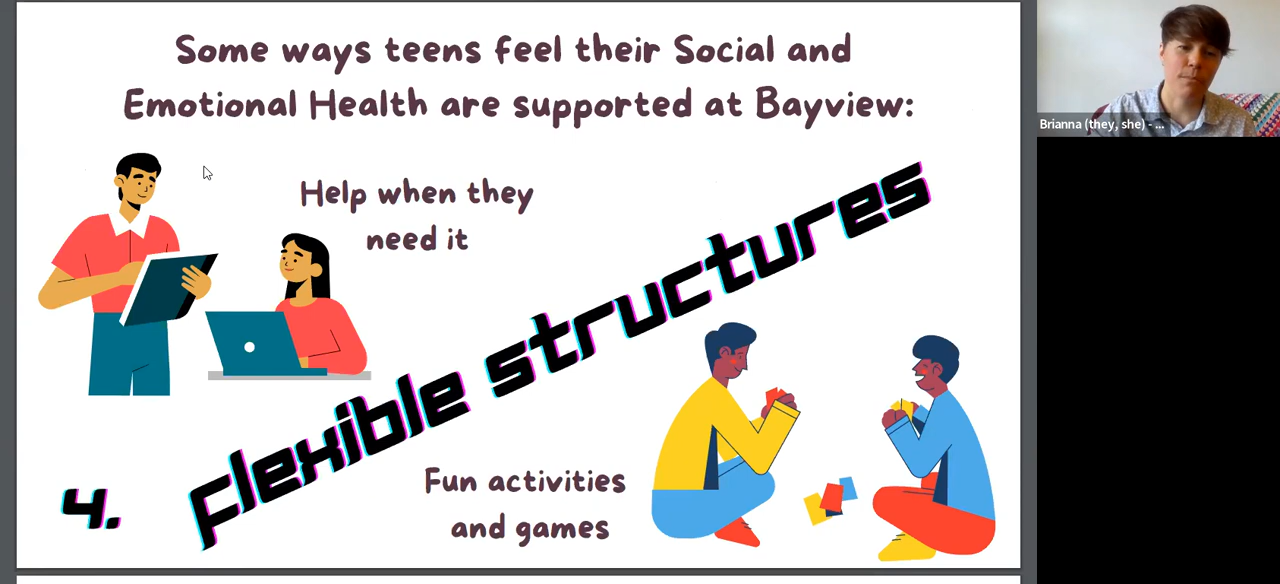 Some ways teens feel their Social and
Emotional Health are supported at Bayview:
Help when they
need it
flexible structures
Fun activities
and games
4.
Brianna (they, she) - ...